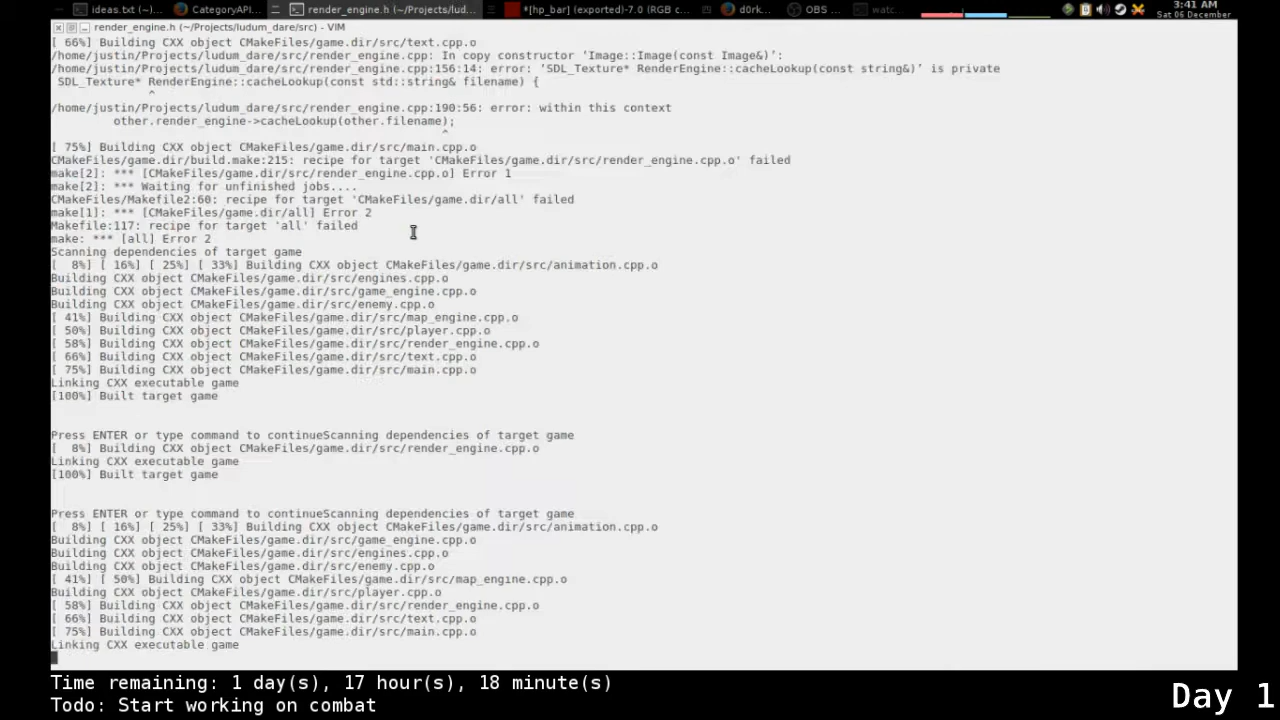 ideas.txt (~)...
CategoryAPI...
render_engine.h (~/Projects/lud...
*[hp_bar] (exported)-7.0 (RGB c...
d0rk...
OBS ...
watc...
3:41 AM
Sat 06 December
render_engine.h (~/Projects/ludum_dare/src) - VIM
[ 66%] Building CXX object CMakeFiles/game.dir/src/text.cpp.o
/home/justin/Projects/ludum_dare/src/render_engine.cpp: In copy constructor ‘Image::Image(const Image&)’:
/home/justin/Projects/ludum_dare/src/render_engine.cpp:156:14: error: ‘SDL_Texture* RenderEngine::cacheLookup(const string&)’ is private
 SDL_Texture* RenderEngine::cacheLookup(const std::string& filename) {
              ^
/home/justin/Projects/ludum_dare/src/render_engine.cpp:190:56: error: within this context
         other.render_engine->cacheLookup(other.filename);
                                                        ^
[ 75%] Building CXX object CMakeFiles/game.dir/src/main.cpp.o
CMakeFiles/game.dir/build.make:215: recipe for target 'CMakeFiles/game.dir/src/render_engine.cpp.o' failed
make[2]: *** [CMakeFiles/game.dir/src/render_engine.cpp.o] Error 1
make[2]: *** Waiting for unfinished jobs....
CMakeFiles/Makefile2:60: recipe for target 'CMakeFiles/game.dir/all' failed
make[1]: *** [CMakeFiles/game.dir/all] Error 2
Makefile:117: recipe for target 'all' failed
make: *** [all] Error 2
Scanning dependencies of target game
[  8%] [ 16%] [ 25%] [ 33%] Building CXX object CMakeFiles/game.dir/src/animation.cpp.o
Building CXX object CMakeFiles/game.dir/src/engines.cpp.o
Building CXX object CMakeFiles/game.dir/src/game_engine.cpp.o
Building CXX object CMakeFiles/game.dir/src/enemy.cpp.o
[ 41%] Building CXX object CMakeFiles/game.dir/src/map_engine.cpp.o
[ 50%] Building CXX object CMakeFiles/game.dir/src/player.cpp.o
[ 58%] Building CXX object CMakeFiles/game.dir/src/render_engine.cpp.o
[ 66%] Building CXX object CMakeFiles/game.dir/src/text.cpp.o
[ 75%] Building CXX object CMakeFiles/game.dir/src/main.cpp.o
Linking CXX executable game
[100%] Built target game
Press ENTER or type command to continueScanning dependencies of target game
[  8%] Building CXX object CMakeFiles/game.dir/src/render_engine.cpp.o
Linking CXX executable game
[100%] Built target game
Press ENTER or type command to continueScanning dependencies of target game
[  8%] [ 16%] [ 25%] [ 33%] Building CXX object CMakeFiles/game.dir/src/animation.cpp.o
Building CXX object CMakeFiles/game.dir/src/game_engine.cpp.o
Building CXX object CMakeFiles/game.dir/src/engines.cpp.o
Building CXX object CMakeFiles/game.dir/src/enemy.cpp.o
[ 41%] [ 50%] Building CXX object CMakeFiles/game.dir/src/map_engine.cpp.o
Building CXX object CMakeFiles/game.dir/src/player.cpp.o
[ 58%] Building CXX object CMakeFiles/game.dir/src/render_engine.cpp.o
[ 66%] Building CXX object CMakeFiles/game.dir/src/text.cpp.o
[ 75%] Building CXX object CMakeFiles/game.dir/src/main.cpp.o
Linking CXX executable game
Time remaining: 1 day(s), 17 hour(s), 18 minute(s)
Todo: Start working on combat
Day 1